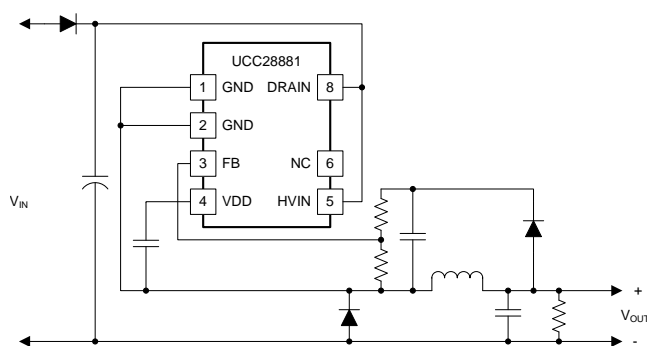 UCC28881
1 GND DRAIN 8
2 GND
3 FB NC 6
4 VDD HVIN 5
VIN
+
VOUT
-